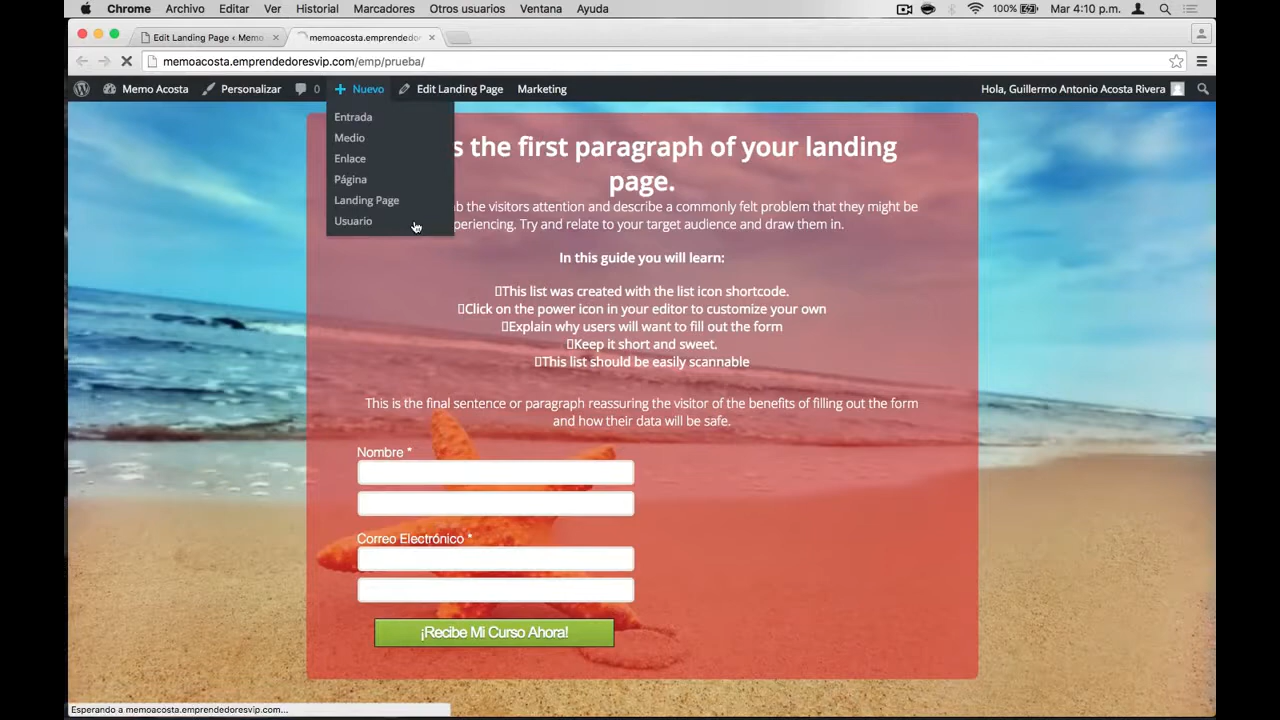 Chrome Archivo Editar Ver Historial Marcadores Otros usuarios Ventana Ayuda 100% Mar 4:10 p.m.
Edit Landing Page < Memo memoacosta.emprendedor
memoacosta.emprendedoresvip.com/emp/prueba/
Memo Acosta Personalizar 0 + Nuevo Edit Landing Page Marketing Hola, Guillermo Antonio Acosta Rivera
Entrada
Medio
Enlace
Página
Landing Page
Usuario
s the first paragraph of your landing
page.
b the visitors attention and describe a commonly felt problem that they might be
periencing. Try and relate to your target audience and draw them in.
In this guide you will learn:
This list was created with the list icon shortcode.
Click on the power icon in your editor to customize your own
Explain why users will want to fill out the form
Keep it short and sweet.
This list should be easily scannable
This is the final sentence or paragraph reassuring the visitor of the benefits of filling out the form
and how their data will be safe.
Nombre *
Correo Electrónico *
¡Recibe Mi Curso Ahora!
Esperando a memoacosta.emprendedoresvip.com...